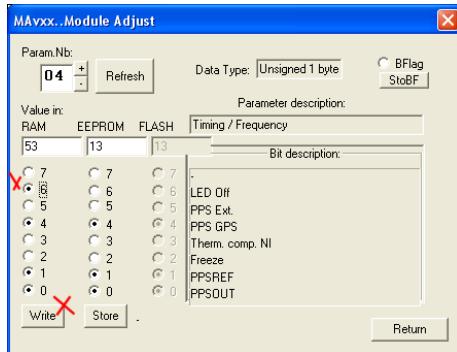 MAvxx..Module Adjust
Param.Nb:
04 + - Refresh Data Type: Unsigned 1 byte BFlag
StoBF
Value in:
RAM EEPROM FLASH Parameter description:
53 13 13 Timing / Frequency
Bit description:
7 7 7 .
6 6 6 LED Off
5 5 5 PPS Ext.
4 4 4 PPS GPS
3 3 3 Therm. comp. NI
2 2 2 Freeze
1 1 1 PPSREF
0 0 0 PPSOUT
Write Store .
Return